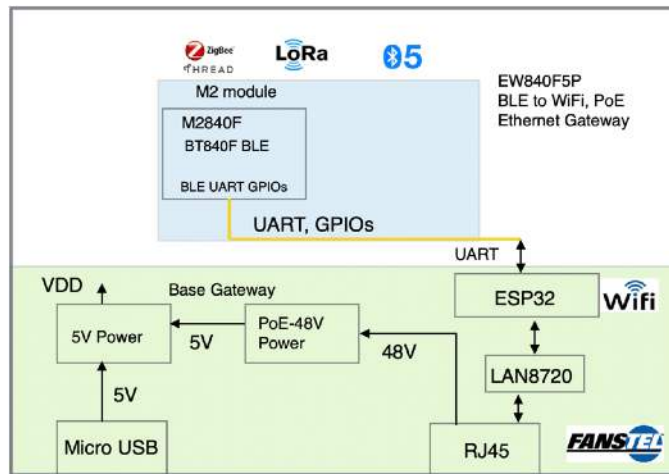 ZigBee
THREAD
LoRa
5
EW840F5P
BLE to WiFi, PoE
Ethernet Gateway
M2 module
M2840F
BT840F BLE
BLE UART GPIOs
UART, GPIOs
UART
VDD
Base Gateway
ESP32
Wifi
5V Power
5V
PoE-48V
Power
48V
LAN8720
5V
Micro USB
RJ45
FANSTEL